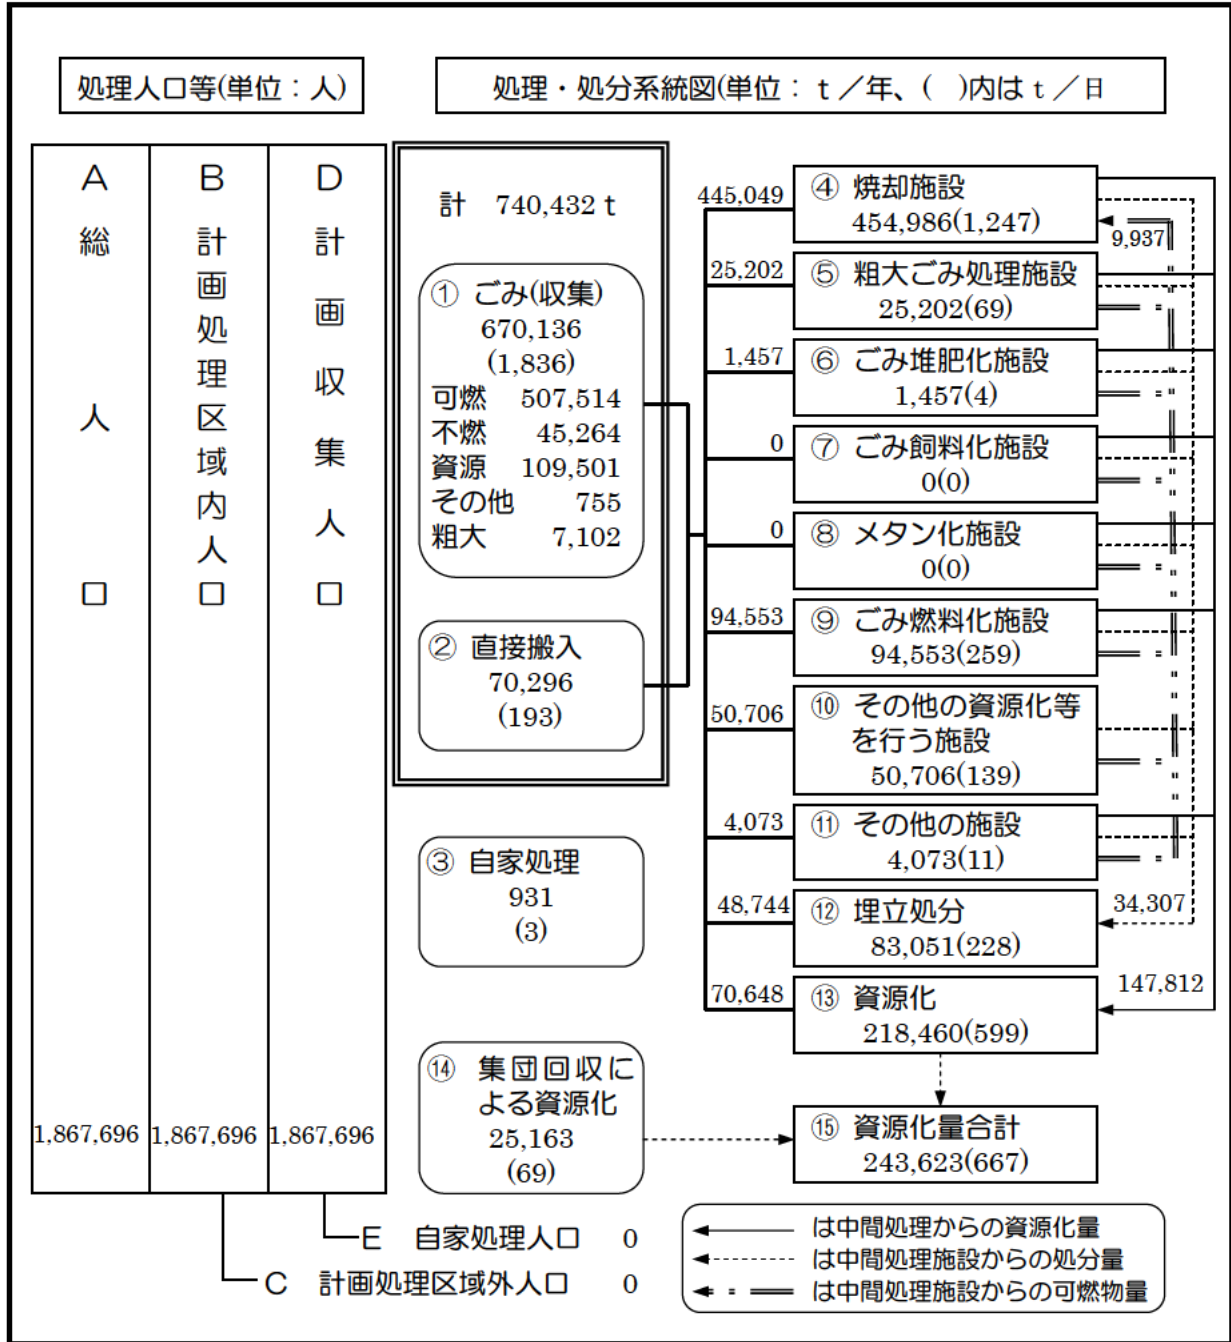 処理人口等(単位：人)
処理・処分系統図(単位：ｔ／年、(　)内はｔ／日
A 総人口
1,867,696
B 計画処理区域内人口
1,867,696
D 計画収集人口
1,867,696
E 自家処理人口 0
C 計画処理区域外人口 0
計 740,432ｔ
① ごみ(収集)
670,136
(1,836)
可燃 507,514
不燃 45,264
資源 109,501
その他 755
粗大 7,102
② 直接搬入
70,296
(193)
③ 自家処理
931
(3)
⑭ 集団回収に
よる資源化
25,163
(69)
445,049
④ 焼却施設
454,986(1,247)
9,937
25,202
⑤ 粗大ごみ処理施設
25,202(69)
1,457
⑥ ごみ堆肥化施設
1,457(4)
0
⑦ ごみ飼料化施設
0(0)
0
⑧ メタン化施設
0(0)
94,553
⑨ ごみ燃料化施設
94,553(259)
50,706
⑩ その他の資源化等
を行う施設
50,706(139)
4,073
⑪ その他の施設
4,073(11)
48,744
⑫ 埋立処分
83,051(228)
34,307
70,648
⑬ 資源化
218,460(599)
147,812
⑮ 資源化量合計
243,623(667)
は中間処理からの資源化量
は中間処理施設からの処分量
は中間処理施設からの可燃物量